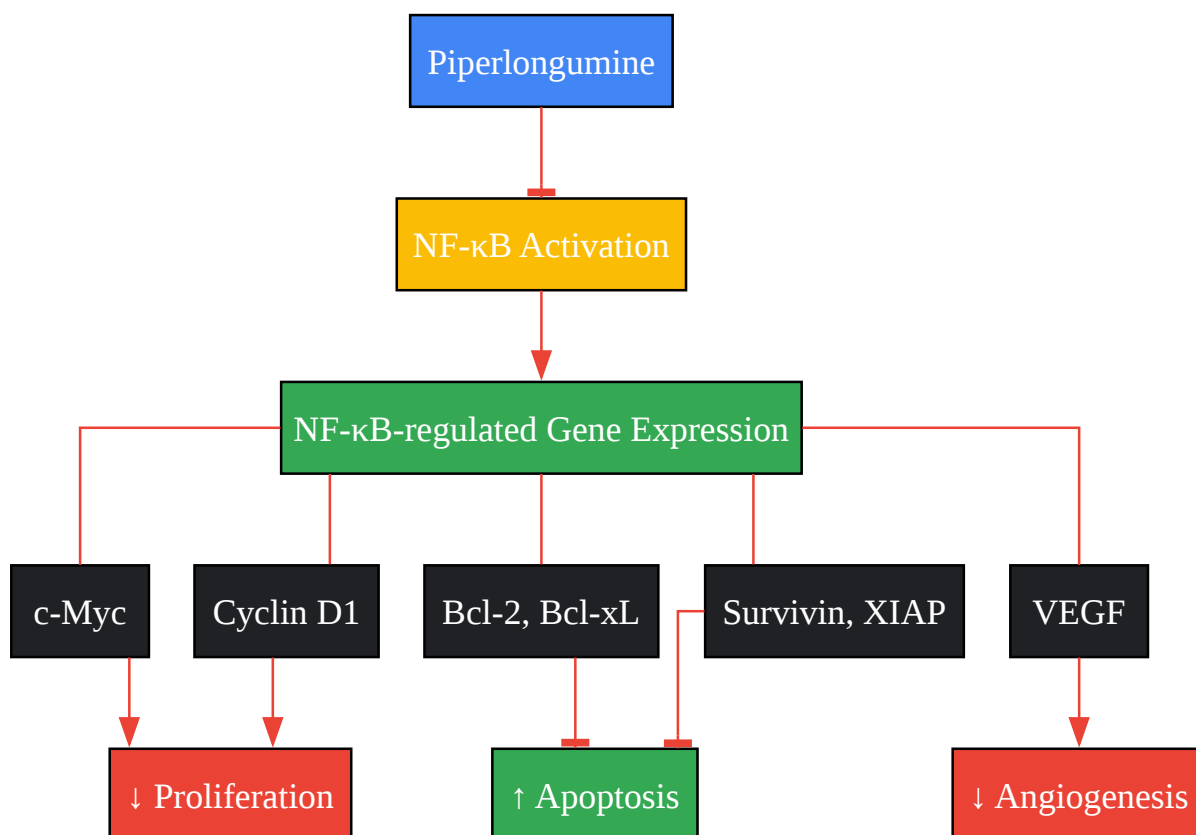 Piperlongumine
NF-κB Activation
NF-κB-regulated Gene Expression
c-Myc
Cyclin D1
Bcl-2, Bcl-xL
Survivin, XIAP
VEGF
↓ Proliferation
↑ Apoptosis
↓ Angiogenesis